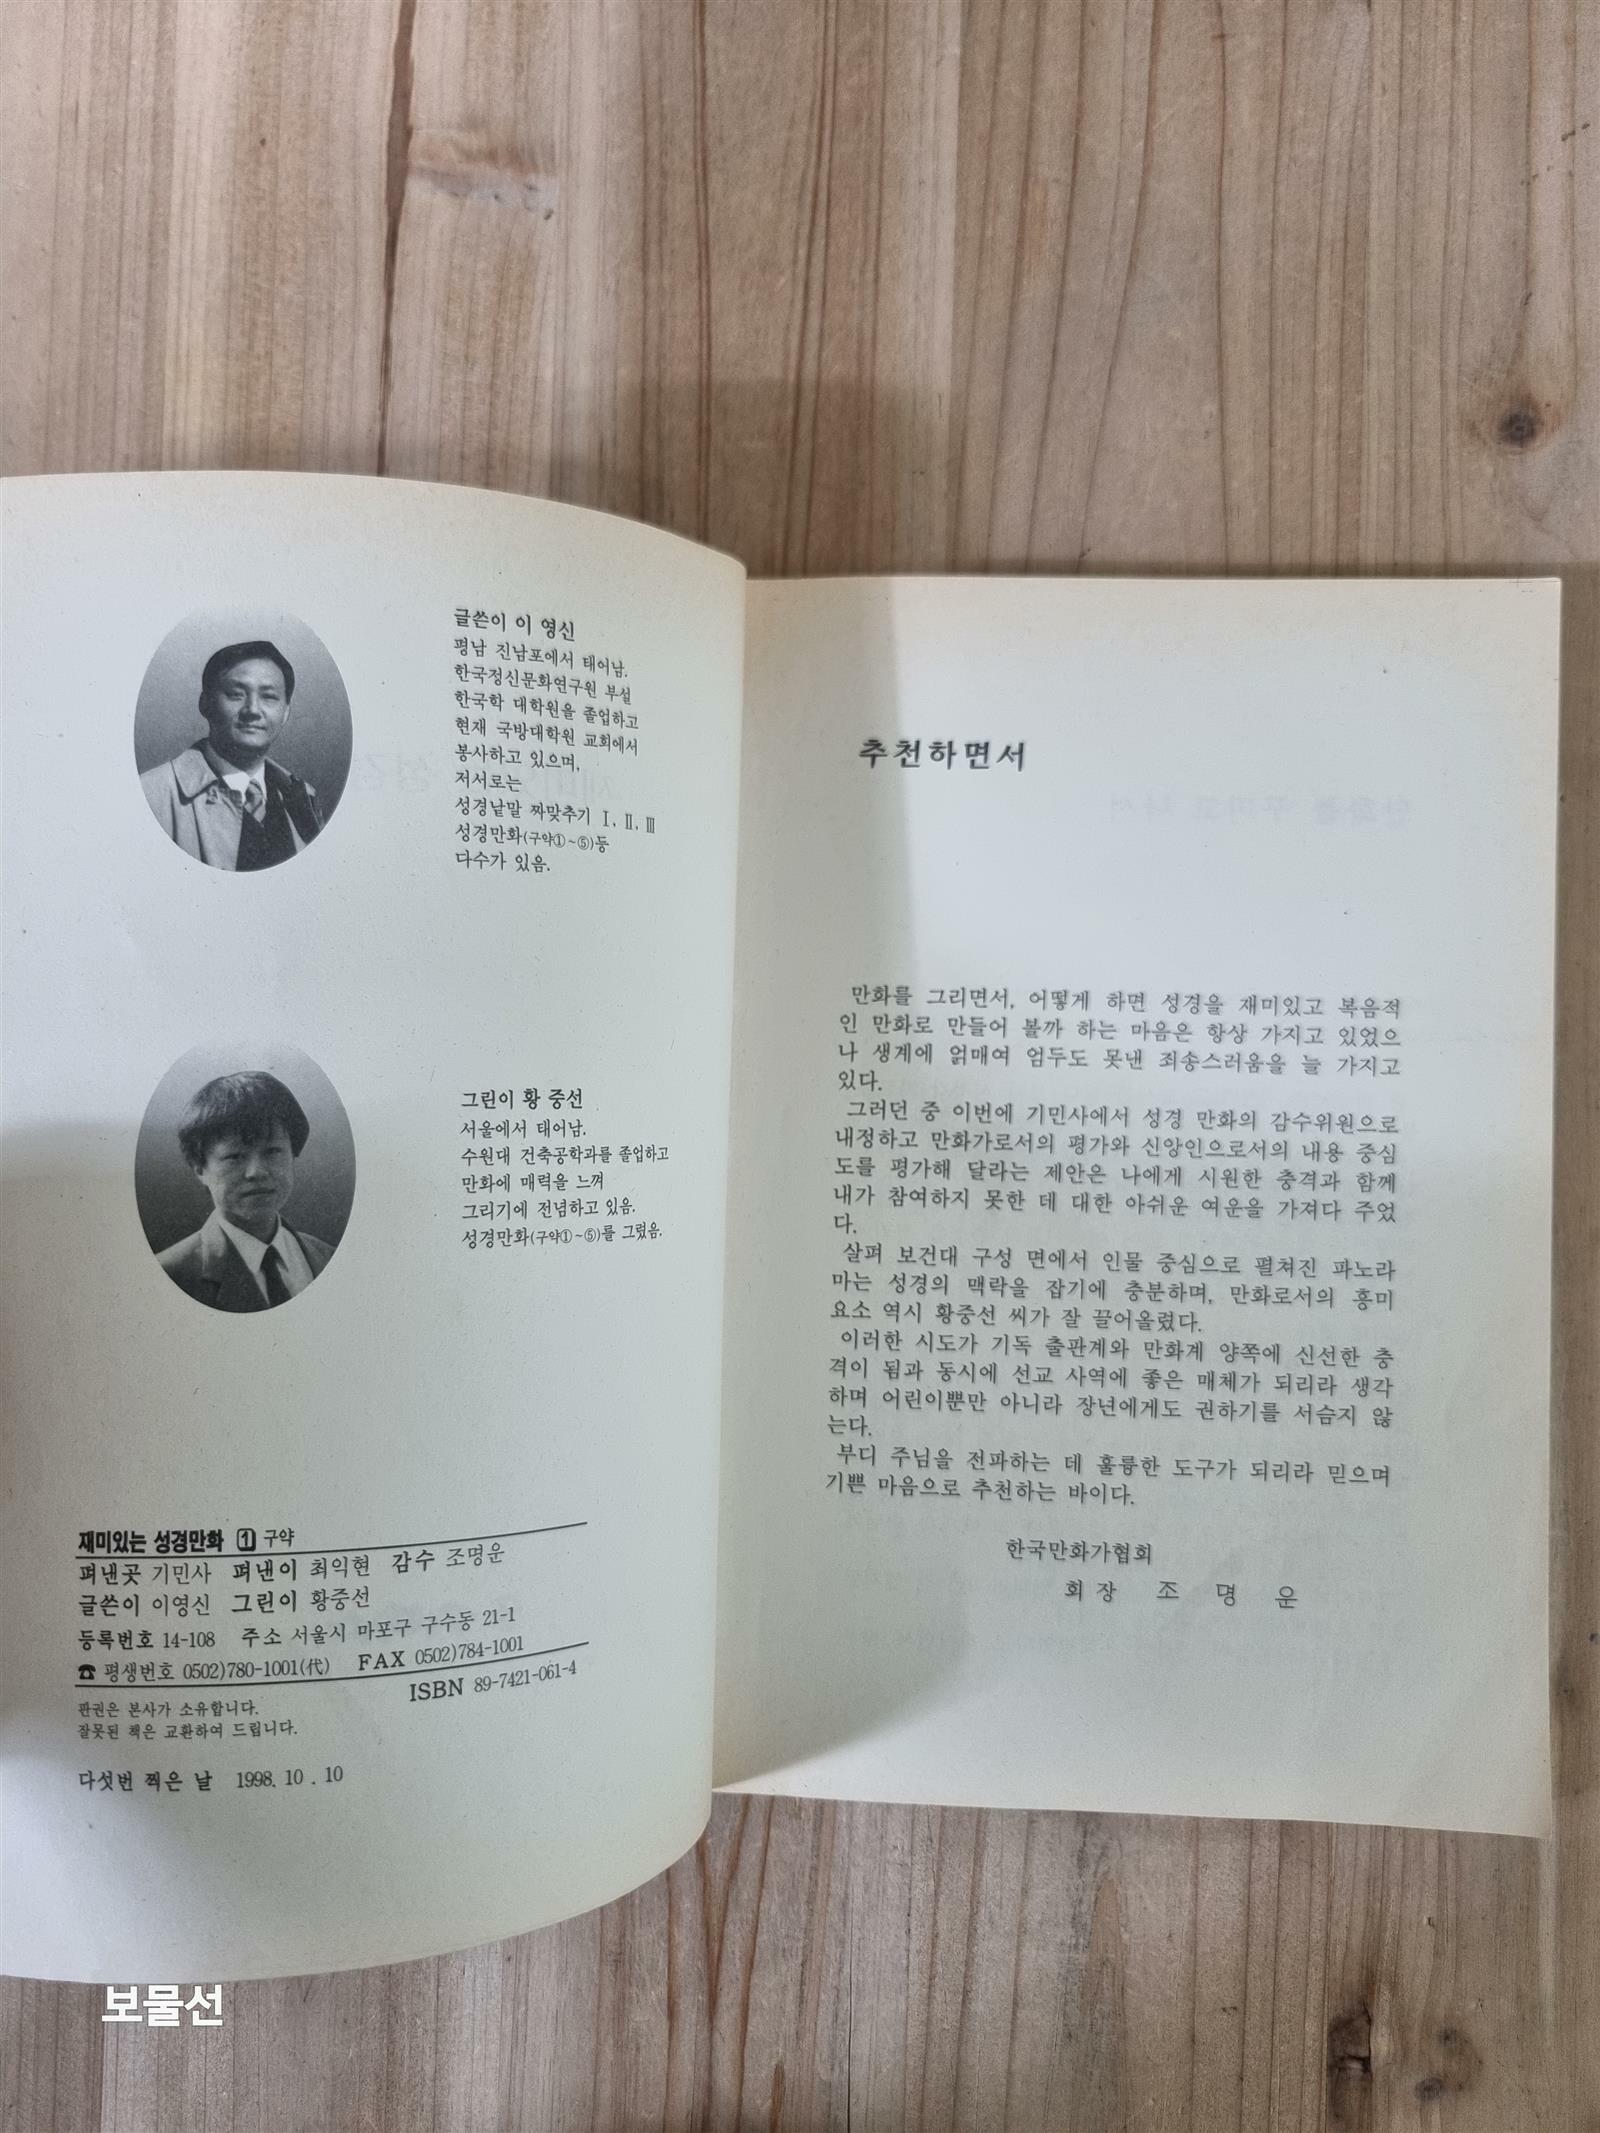 글쓴이 이 영신
평남 진남포에서 태어남.
한국정신문화연구원 부설
한국학 대학원을 졸업하고
현재 국방대학원 교회에서
봉사하고 있으며,
저서로는
성경낱말 짜맞추기 Ⅰ, Ⅱ, Ⅲ
성경만화(구약①~⑤)등
다수가 있음.
그린이 황 중선
서울에서 태어남.
수원대 건축공학과를 졸업하고
만화에 매력을 느껴
그리기에 전념하고 있음.
성경만화(구약①~⑤)를 그렸음.
재미있는 성경만화 1 구약
펴낸곳 기민사 펴낸이 최익현 감수 조명운
글쓴이 이영신 그린이 황중선
등록번호 14-108 주소 서울시 마포구 구수동 21-1
☎ 평생번호 0502)780-1001(代) FAX 0502)784-1001
ISBN 89-7421-061-4
판권은 본사가 소유합니다.
잘못된 책은 교환하여 드립니다.
다섯번 찍은 날 1998. 10 . 10
추천하면서
만화를 그리면서, 어떻게 하면 성경을 재미있고 복음적
인 만화로 만들어 볼까 하는 마음은 항상 가지고 있었으
나 생계에 얽매여 엄두도 못낸 죄송스러움을 늘 가지고
있다.
그러던 중 이번에 기민사에서 성경 만화의 감수위원으로
내정하고 만화가로서의 평가와 신앙인으로서의 내용 중심
도를 평가해 달라는 제안은 나에게 시원한 충격과 함께
내가 참여하지 못한 데 대한 아쉬운 여운을 가져다 주었
다.
살펴 보건대 구성 면에서 인물 중심으로 펼쳐진 파노라
마는 성경의 맥락을 잡기에 충분하며, 만화로서의 흥미
요소 역시 황중선 씨가 잘 끌어올렸다.
이러한 시도가 기독 출판계와 만화계 양쪽에 신선한 충
격이 됨과 동시에 선교 사역에 좋은 매체가 되리라 생각
하며 어린이뿐만 아니라 장년에게도 권하기를 서슴지 않
는다.
부디 주님을 전파하는 데 훌륭한 도구가 되리라 믿으며
기쁜 마음으로 추천하는 바이다.
한국만화가협회
회 장 조 명 운
보물선